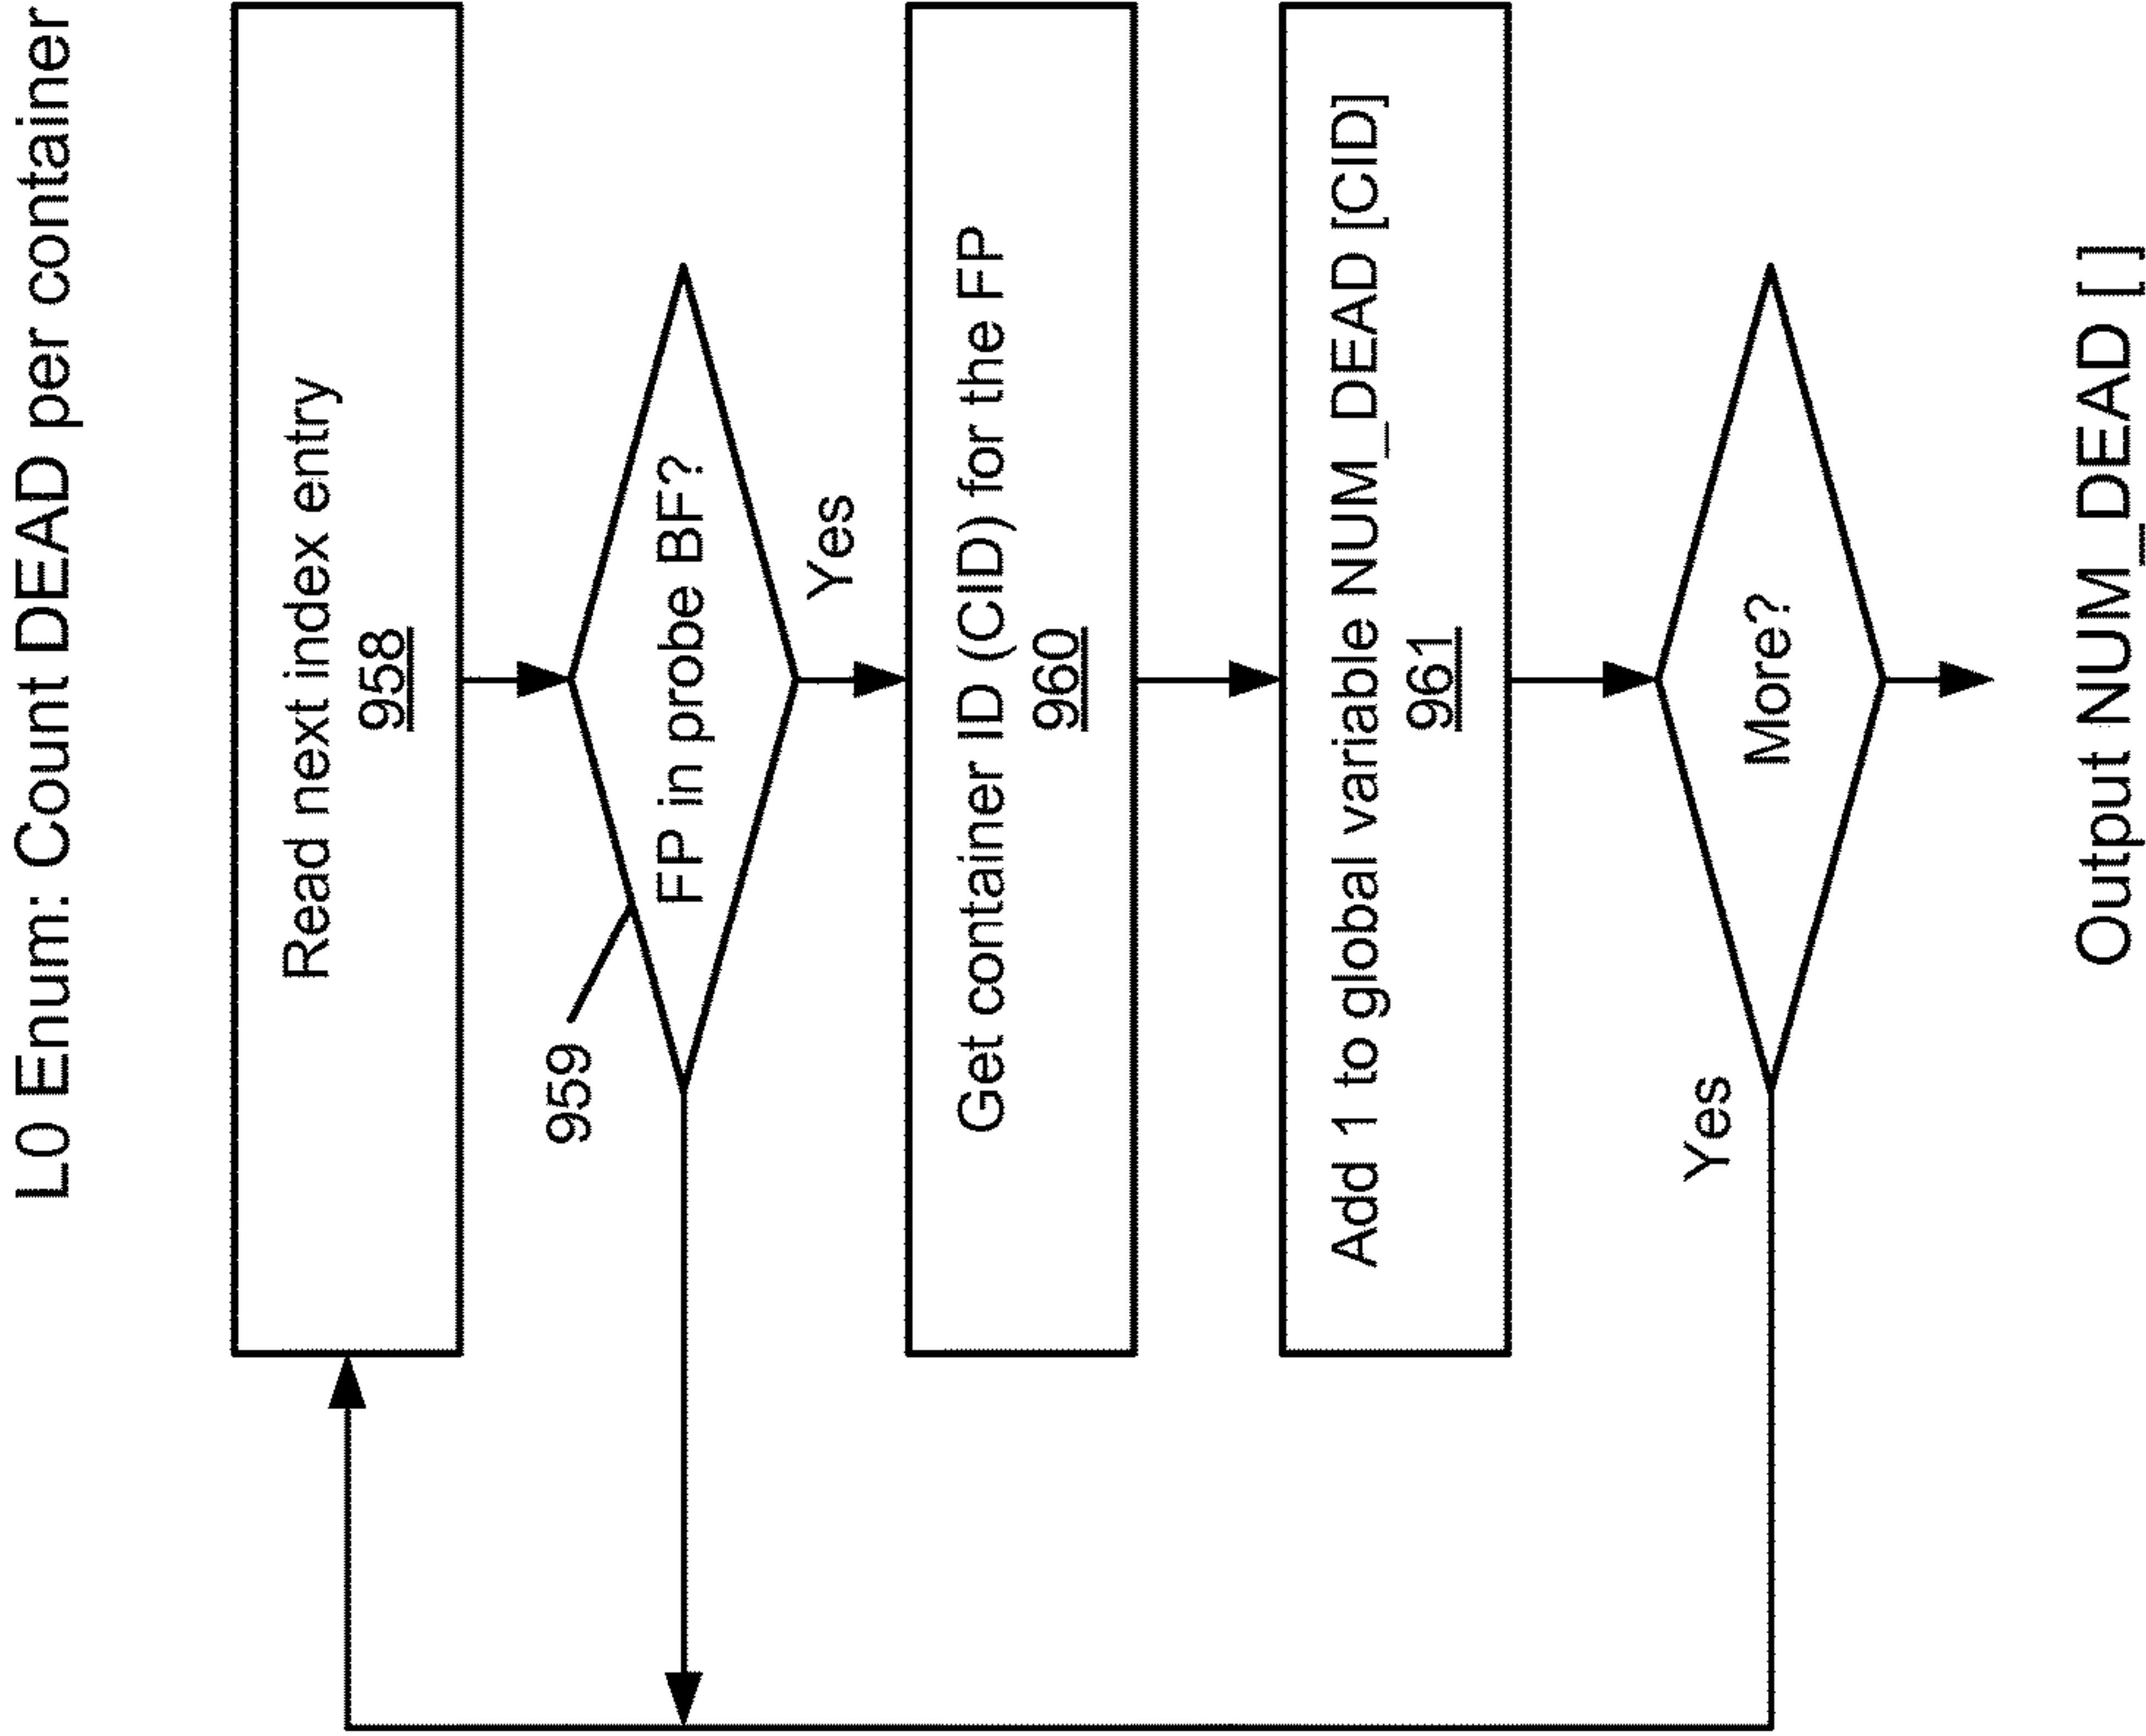 L0 Enum: Count DEAD per container
Read next index entry
958
959
FP in probe BF?
Yes
Get container ID (CID) for the FP
960
Add 1 to global variable NUM_DEAD [CID]
961
Yes
More?
Output NUM_DEAD [ ]